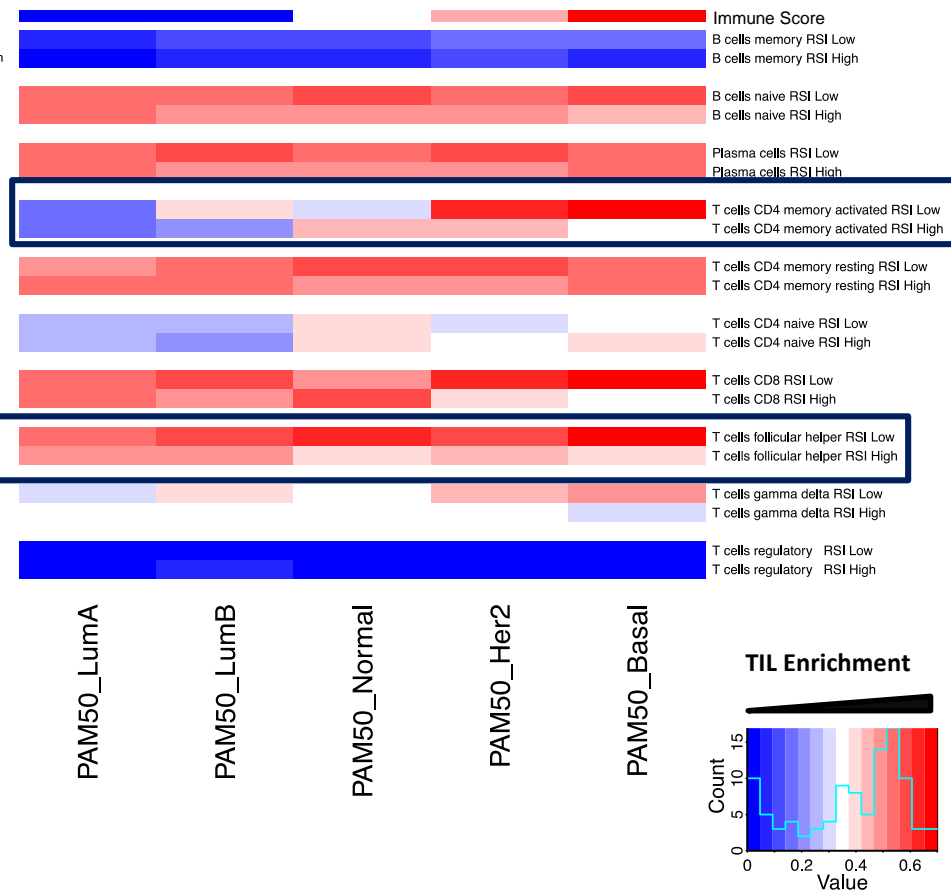 Immune Score
B cells memory RSI Low
B cells memory RSI High
B cells naive RSI Low
B cells naive RSI High
Plasma cells RSI Low
Plasma cells RSI High
T cells CD4 memory activated RSI Low
T cells CD4 memory activated RSI High
T cells CD4 memory resting RSI Low
T cells CD4 memory resting RSI High
T cells CD4 naive RSI Low
T cells CD4 naive RSI High
T cells CD8 RSI Low
T cells CD8 RSI High
T cells follicular helper RSI Low
T cells follicular helper RSI High
T cells gamma delta RSI Low
T cells gamma delta RSI High
T cells regulatory RSI Low
T cells regulatory RSI High
PAM50_LumA
PAM50_LumB
PAM50_Normal
PAM50_Her2
PAM50_Basal
TIL Enrichment
Count
15
10
5
0
0 0.2 0.4 0.6
Value